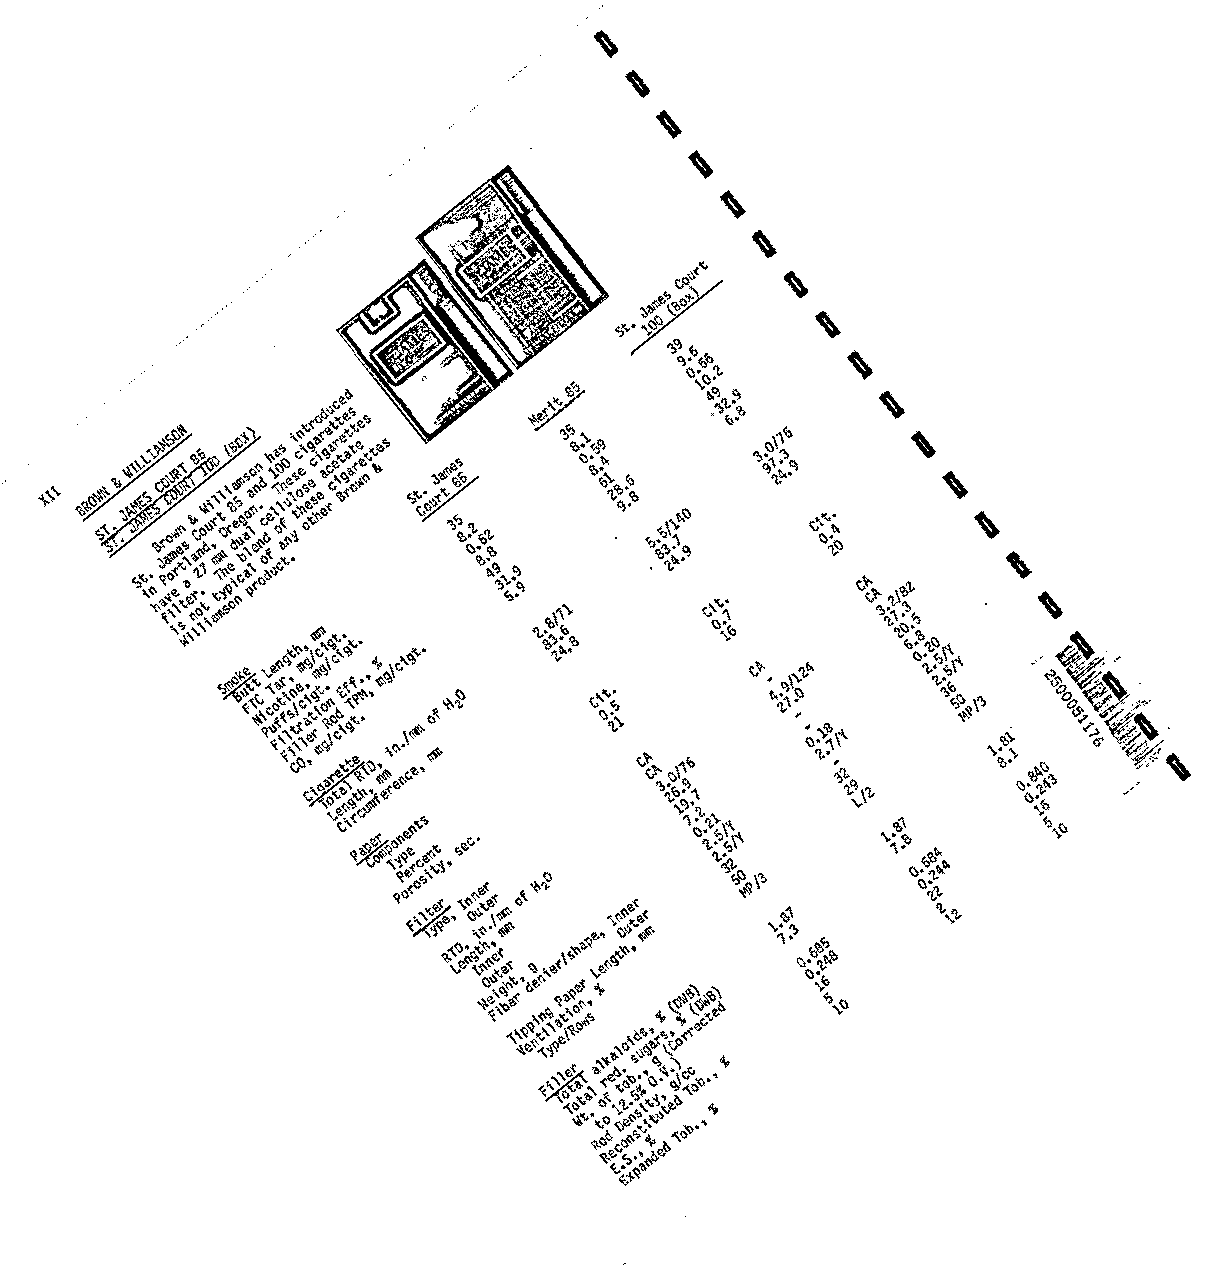 XII
BROWN & WILLIAMSON
ST. JAMES COURT 85
ST. JAMES COURT 100 (BOX)
Brown & Williamson has introduced
St. James Court 85 and 100 cigarettes
in Portland, Oregon. These cigarettes
have a 27 mm dual cellulose acetate
filter. The blend of these cigarettes
is not typical of any other Brown &
Williamson product.
St. James Court 85 Merit 85 St. James Court 100 (Box)
Smoke
Butt Length, mm 35 35 39
FTC Tar, mg/cigt. 8.2 8.1 9.6
Nicotine, mg/cigt. 0.62 0.59 0.66
Puffs/cigt. 8.8 8.4 10.2
Filtration Eff., % 49 61 49
Filler Rod TPM, mg/cigt. 31.9 28.6 32.9
CO, mg/cigt. 5.9 9.8 6.8
Cigarette
Total RTD, in./mm of H2O 2.8/71 5.5/140 3.0/76
Length, mm 83.6 83.7 97.3
Circumference, mm 24.8 24.9 24.9
Paper
Components
Type Cit. Cit. Cit.
Percent 0.5 0.7 0.4
Porosity, sec. 21 16 20
Filter
Type, Inner CA CA CA
Outer CA - CA
RTD, in./mm of H2O 3.0/76 4.9/124 3.2/82
Length, mm 26.9 27.0 27.3
Inner 19.7 - 20.5
Outer 7.2 - 6.8
Weight, g 0.21 0.18 0.20
Fiber denier/shape, Inner 2.5/Y 2.7/Y 2.5/Y
Outer 2.5/Y - 2.5/Y
Tipping Paper Length, mm 32 32 36
Ventilation, % 50 29 50
Type/Rows MP/3 L/2 MP/3
Filler
Total alkaloids, % (DWB) 1.87 1.87 1.81
Total red. sugars, % (DWB) 7.3 7.8 8.1
Wt. of tob., g (Corrected
to 12.5% O.V.) 0.685 0.684 0.840
Rod Density, g/cc 0.248 0.244 0.243
Reconstituted Tob., % 16 22 16
E.S., % 5 2 5
Expanded Tob., % 10 12 10
2500051176